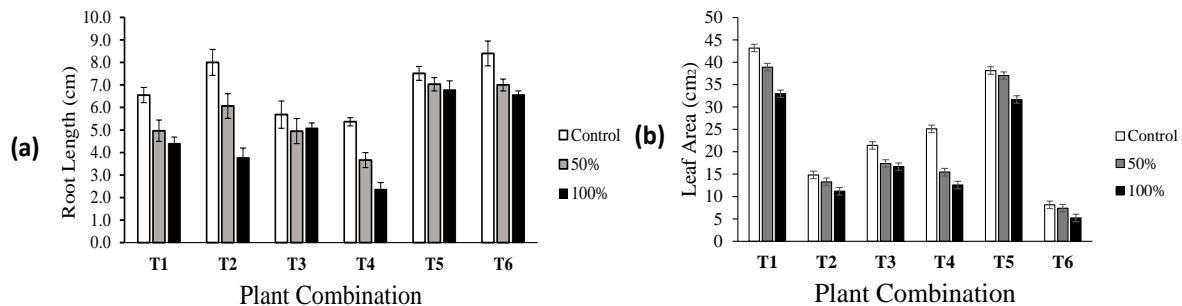 (a)
Root Length (cm)
10.0
9.0
8.0
7.0
6.0
5.0
4.0
3.0
2.0
1.0
0.0
T1 T2 T3 T4 T5 T6
Plant Combination
Control
50%
100%
(b)
Leaf Area (cm2)
50
45
40
35
30
25
20
15
10
5
0
T1 T2 T3 T4 T5 T6
Plant Combination
Control
50%
100%